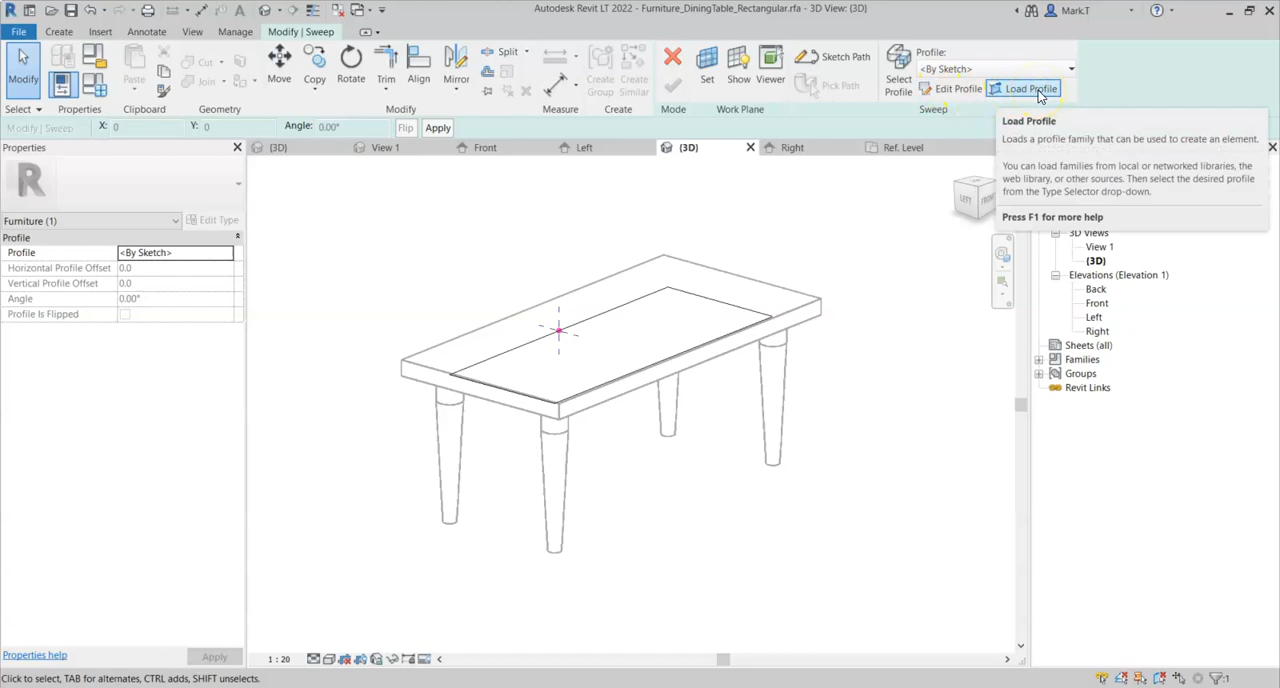 Autodesk Revit LT 2022 - Furniture_DiningTable_Rectangular.rfa - 3D View: {3D}
MarkT
File Create Insert Annotate View Manage Modify | Sweep
Modify
Paste
Cut
Join
Move Copy Rotate Trim Align Mirror
Split
Create Group
Create Similar
Set Show Viewer
Sketch Path
Pick Path
Select Profile
Profile:
<By Sketch>
Edit Profile
Load Profile
Select Properties Clipboard Geometry Modify Measure Create Mode Work Plane Sweep
Modify | Sweep X: 0 Y: 0 Angle: 0.00° Flip Apply
Load Profile
Loads a profile family that can be used to create an element.
You can load families from local or networked libraries, the
web library, or other sources. Then select the desired profile
from the Type Selector drop-down.
Press F1 for more help
Properties
(3D) View 1 Front Left (3D) Right Ref. Level
R
LEFT FRONT
Furniture (1) Edit Type
Profile
Profile <By Sketch>
Horizontal Profile Offset 0.0
Vertical Profile Offset 0.0
Angle 0.00°
Profile Is Flipped
3D Views
View 1
(3D)
Elevations (Elevation 1)
Back
Front
Left
Right
Sheets (all)
Families
Groups
Revit Links
Properties help Apply
1 : 20
Click to select, TAB for alternates, CTRL adds, SHIFT unselects.
:1